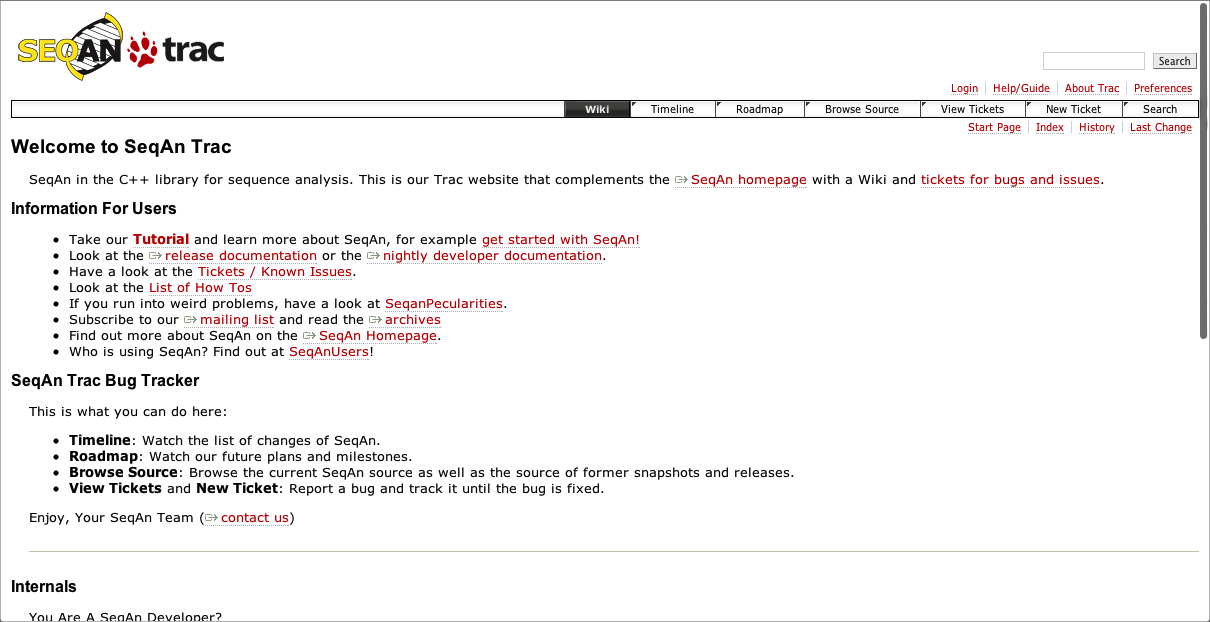 SEQAN trac
Search
Login Help/Guide About Trac Preferences
Wiki Timeline Roadmap Browse Source View Tickets New Ticket Search
Start Page Index History Last Change
Welcome to SeqAn Trac
SeqAn in the C++ library for sequence analysis. This is our Trac website that complements the SeqAn homepage with a Wiki and tickets for bugs and issues.
Information For Users
Take our Tutorial and learn more about SeqAn, for example get started with SeqAn!
Look at the release documentation or the nightly developer documentation.
Have a look at the Tickets / Known Issues.
Look at the List of How Tos
If you run into weird problems, have a look at SeqanPecularities.
Subscribe to our mailing list and read the archives
Find out more about SeqAn on the SeqAn Homepage.
Who is using SeqAn? Find out at SeqAnUsers!
SeqAn Trac Bug Tracker
This is what you can do here:
Timeline: Watch the list of changes of SeqAn.
Roadmap: Watch our future plans and milestones.
Browse Source: Browse the current SeqAn source as well as the source of former snapshots and releases.
View Tickets and New Ticket: Report a bug and track it until the bug is fixed.
Enjoy, Your SeqAn Team (contact us)
Internals
You Are A SeqAn Developer?